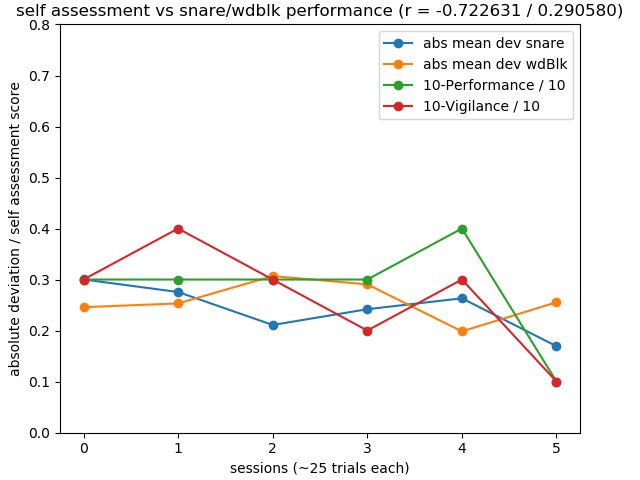 self assessment vs snare/wdblk performance (r = -0.722631 / 0.290580)
abs mean dev snare
abs mean dev wdBlk
10-Performance / 10
10-Vigilance / 10
absolute deviation / self assessment score
0.8
0.7
0.6
0.5
0.4
0.3
0.2
0.1
0.0
0 1 2 3 4 5
sessions (~25 trials each)